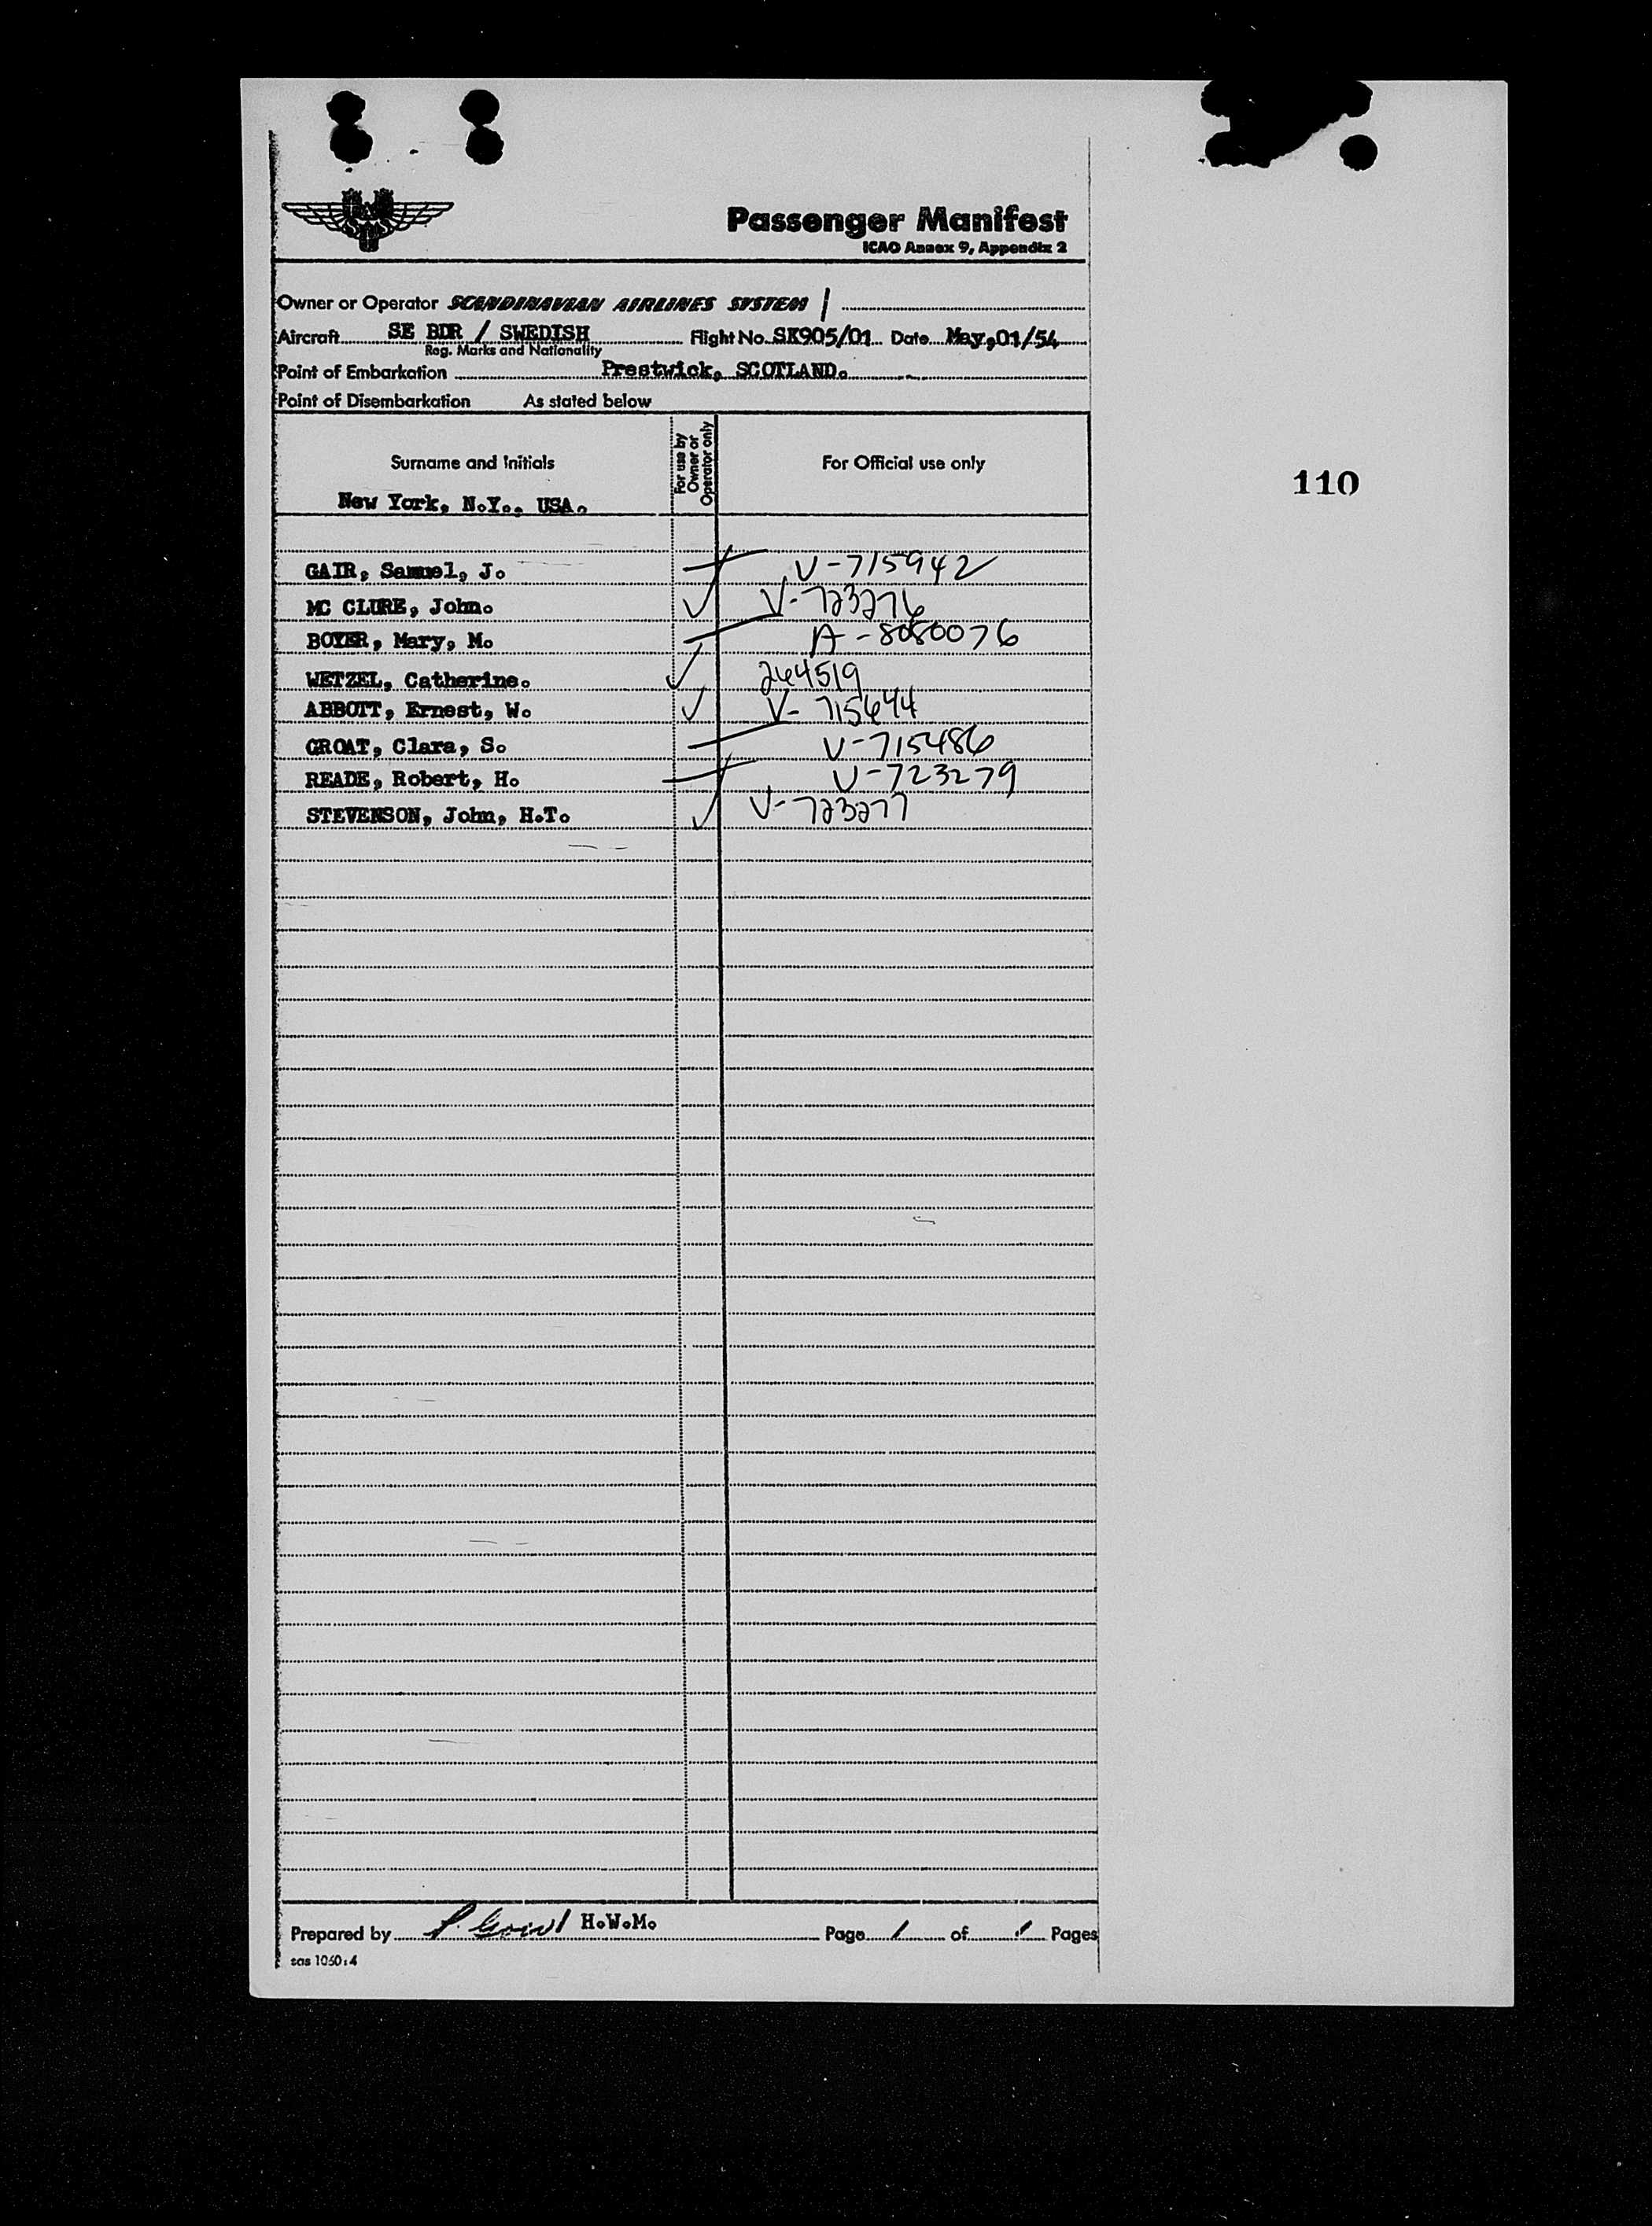 SAS
Passenger Manifest
ICAO Annex 9, Appendix 2
Owner or Operator SCANDINAVIAN AIRLINES SYSTEM /
Aircraft SE BDR / SWEDISH Flight No. SK905/01 Date May,01/54
Reg. Marks and Nationality
Point of Embarkation Prestwick, SCOTLAND.
Point of Disembarkation As stated below
Surname and Initials For use by Owner or Operator only For Official use only
110
New York, N.Y., USA.
GAIR, Samuel, J. V-715942
MC CLURE, John. ✓ V-723276
BOYER, Mary, M. A-8080076
WETZEL, Catherine. ✓ 244519
ABBOTT, Ernest, W. ✓ V-715644
GROAT, Clara, S. V-715486
READE, Robert, H. V-723279
STEVENSON, John, H.T. ✓ V-723277
Prepared by P. H.W.M. Page 1 of 1 Pages
sas 1060:4